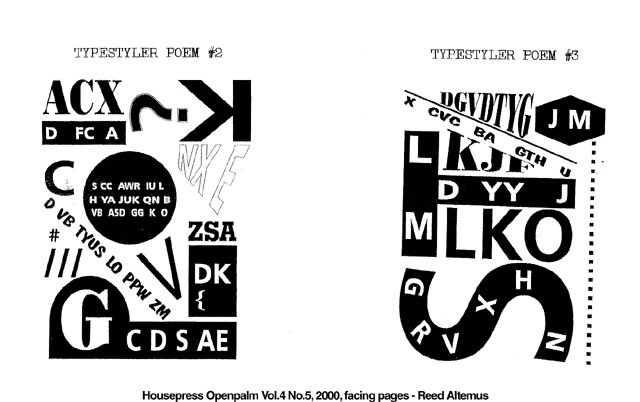 TYPESTYLER POEM #2
ACX
?
K
D FC A
C
NX E
S CC AWR IU L
H YA JUK QN B
VB ASD GG K O
D VB TYUS LO PPW ZM
#
///
V
ZSA
DK
{
G
C D S AE
TYPESTYLER POEM #3
DGVDTYG
X CVC BA GTH U
J M
L
KJF
D YY J
M
LKO
S
G R V X H N
Housepress Openpalm Vol.4 No.5, 2000, facing pages - Reed Altemus